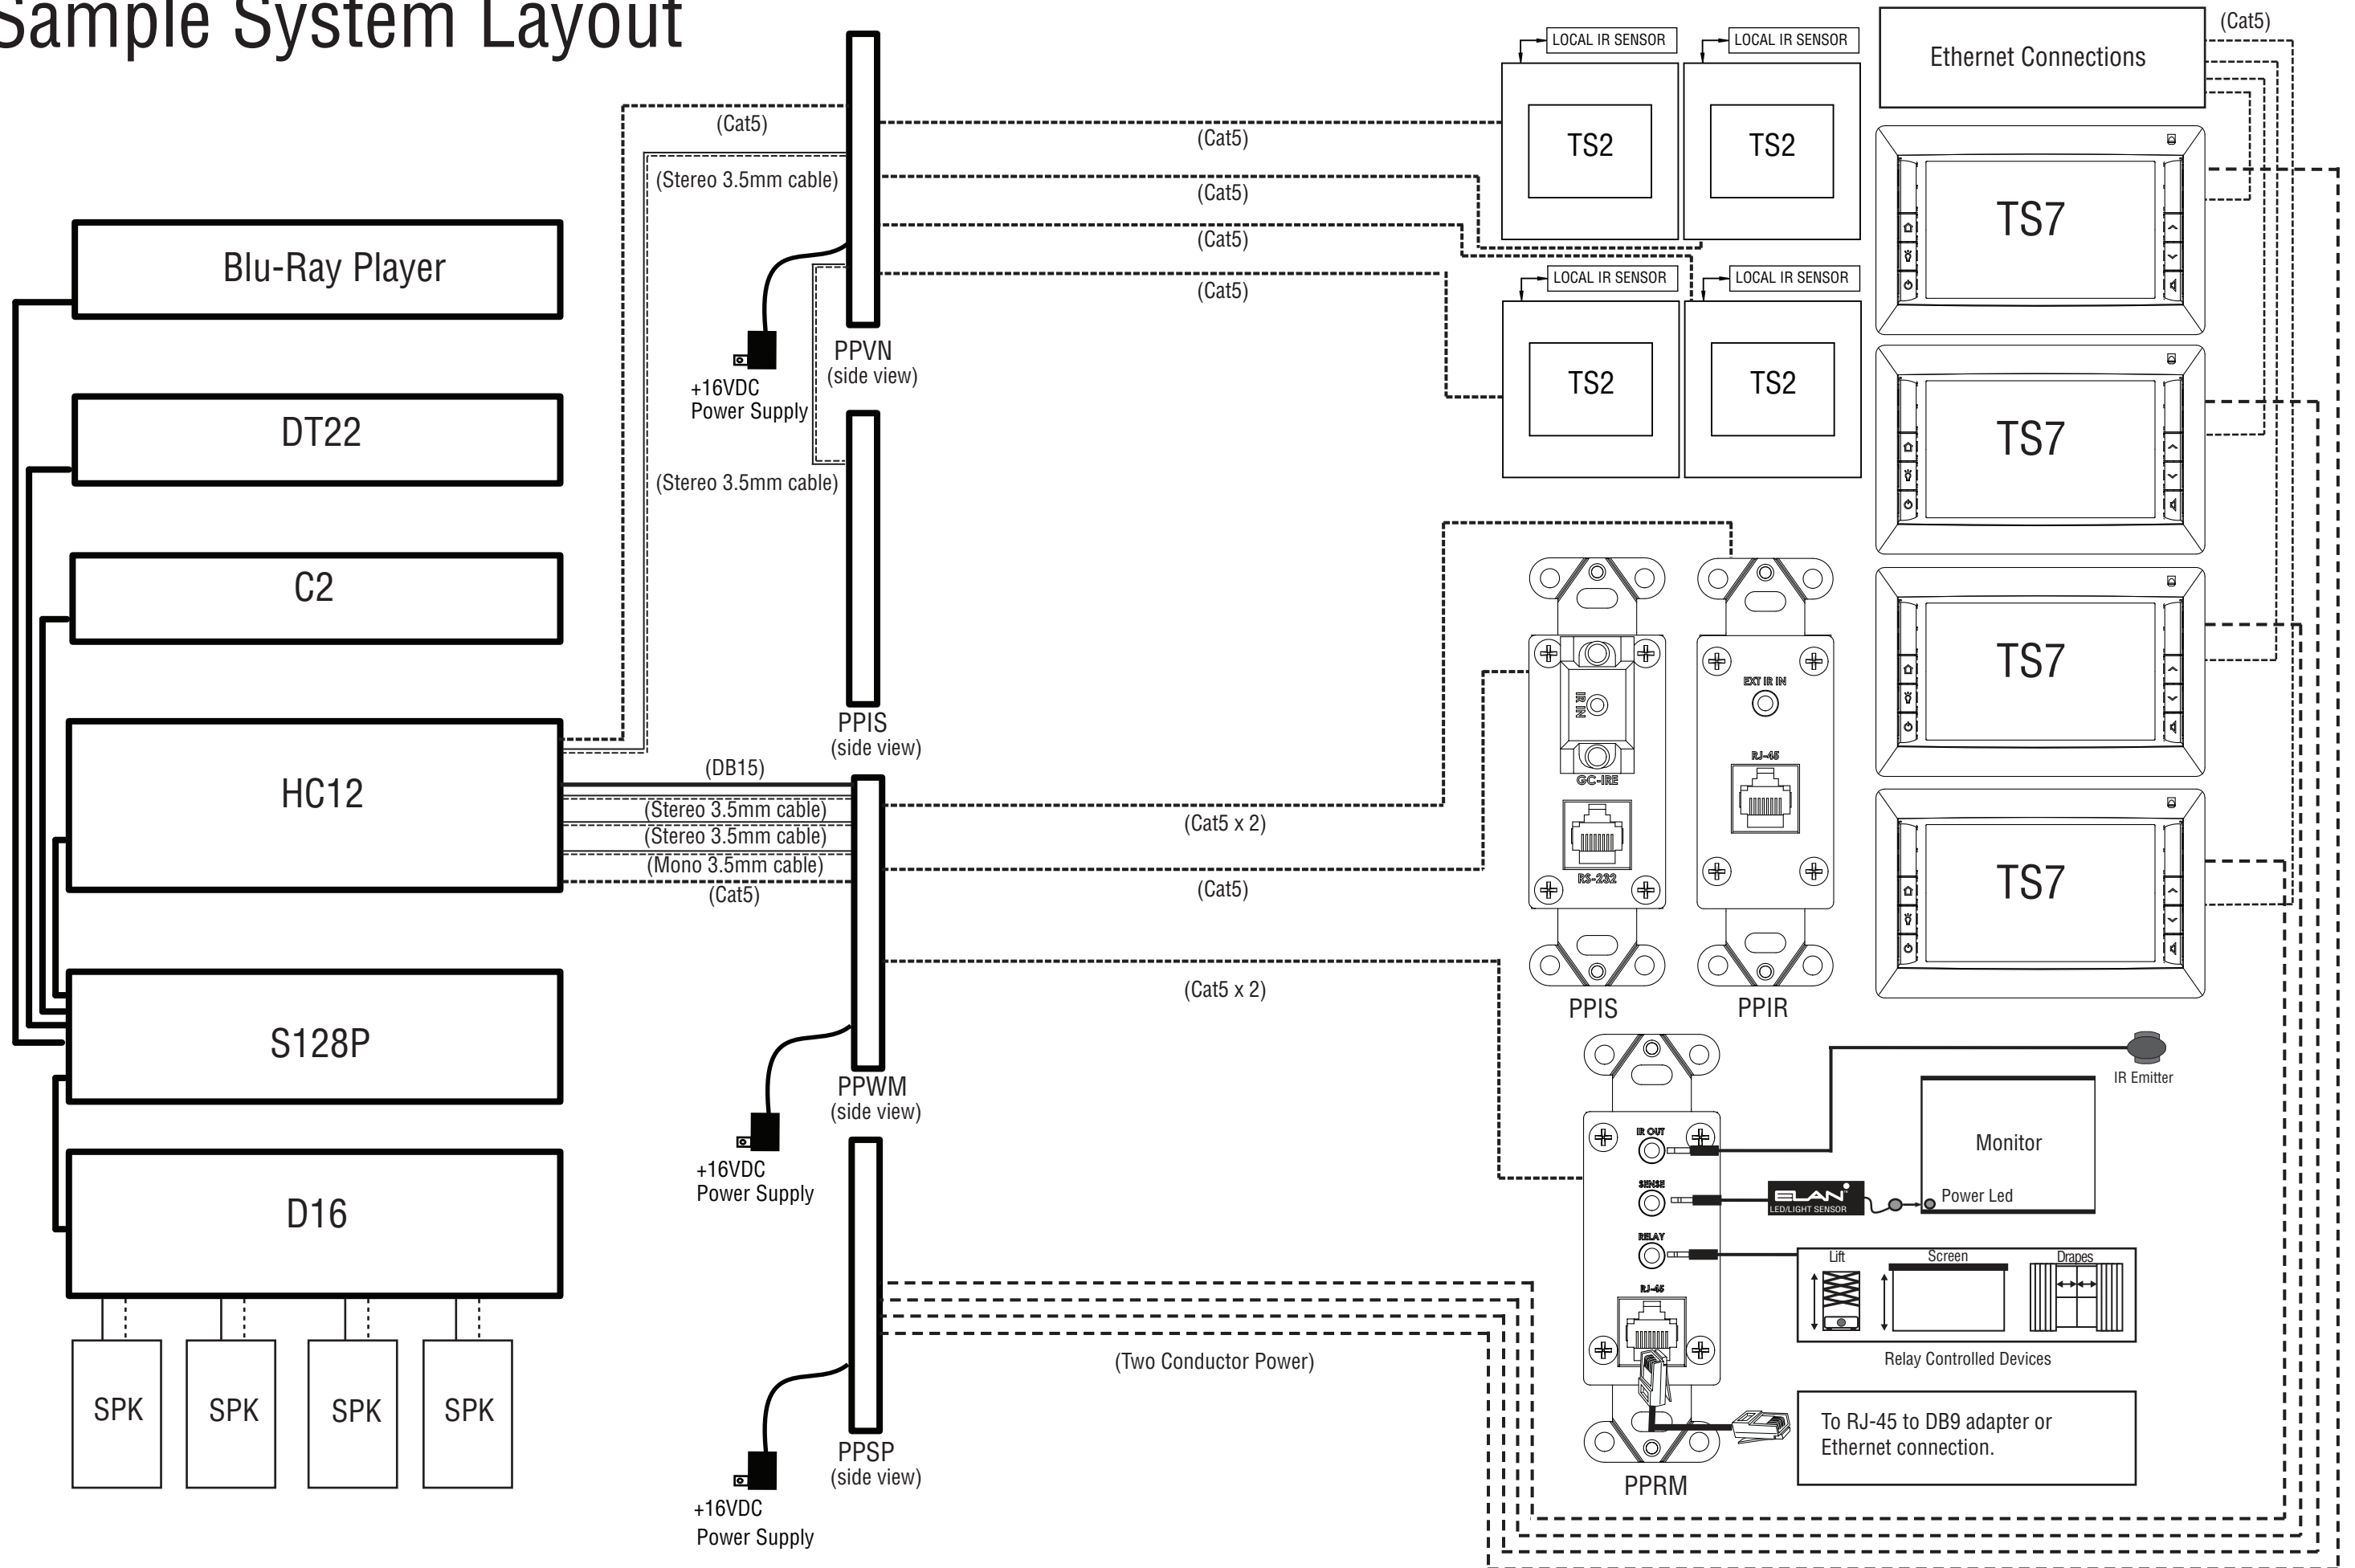 Sample System Layout
Blu-Ray Player
DT22
C2
HC12
S128P
D16
SPK
SPK
SPK
SPK
(Cat5)
(Stereo 3.5mm cable)
+16VDC
Power Supply
PPVN
(side view)
(Stereo 3.5mm cable)
PPIS
(side view)
(DB15)
(Stereo 3.5mm cable)
(Stereo 3.5mm cable)
(Mono 3.5mm cable)
(Cat5)
PPWM
(side view)
+16VDC
Power Supply
PPSP
(side view)
+16VDC
Power Supply
(Cat5)
(Cat5)
(Cat5)
(Cat5)
(Cat5 x 2)
(Cat5)
(Cat5 x 2)
(Two Conductor Power)
LOCAL IR SENSOR
LOCAL IR SENSOR
TS2
TS2
LOCAL IR SENSOR
LOCAL IR SENSOR
TS2
TS2
Ethernet Connections
(Cat5)
TS7
TS7
TS7
TS7
IR IN
GC-IRE
RS-232
PPIS
EXT IR IN
RJ-45
PPIR
IR OUT
SENSE
RELAY
RJ-45
PPRM
IR Emitter
Monitor
Power Led
ELAN
LED/LIGHT SENSOR
Lift
Screen
Drapes
Relay Controlled Devices
To RJ-45 to DB9 adapter or
Ethernet connection.